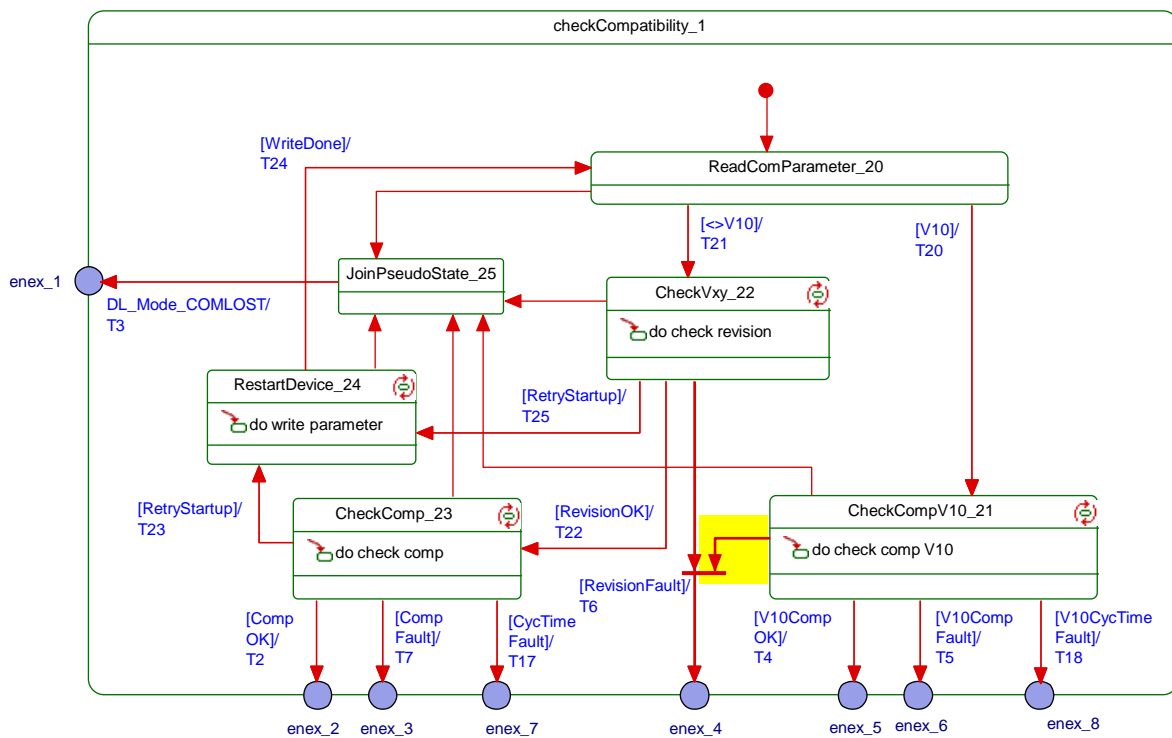 checkCompatibility_1
[WriteDone]/
T24
ReadComParameter_20
[<>V10]/
T21
[V10]/
T20
enex_1
DL_Mode_COMLOST/
T3
JoinPseudoState_25
CheckVxy_22
do check revision
RestartDevice_24
do write parameter
[RetryStartup]/
T25
[RetryStartup]/
T23
CheckComp_23
do check comp
[RevisionOK]/
T22
CheckCompV10_21
do check comp V10
[RevisionFault]/
T6
[Comp
OK]/
T2
[Comp
Fault]/
T7
[CycTime
Fault]/
T17
[V10Comp
OK]/
T4
[V10Comp
Fault]/
T5
[V10CycTime
Fault]/
T18
enex_2
enex_3
enex_7
enex_4
enex_5
enex_6
enex_8